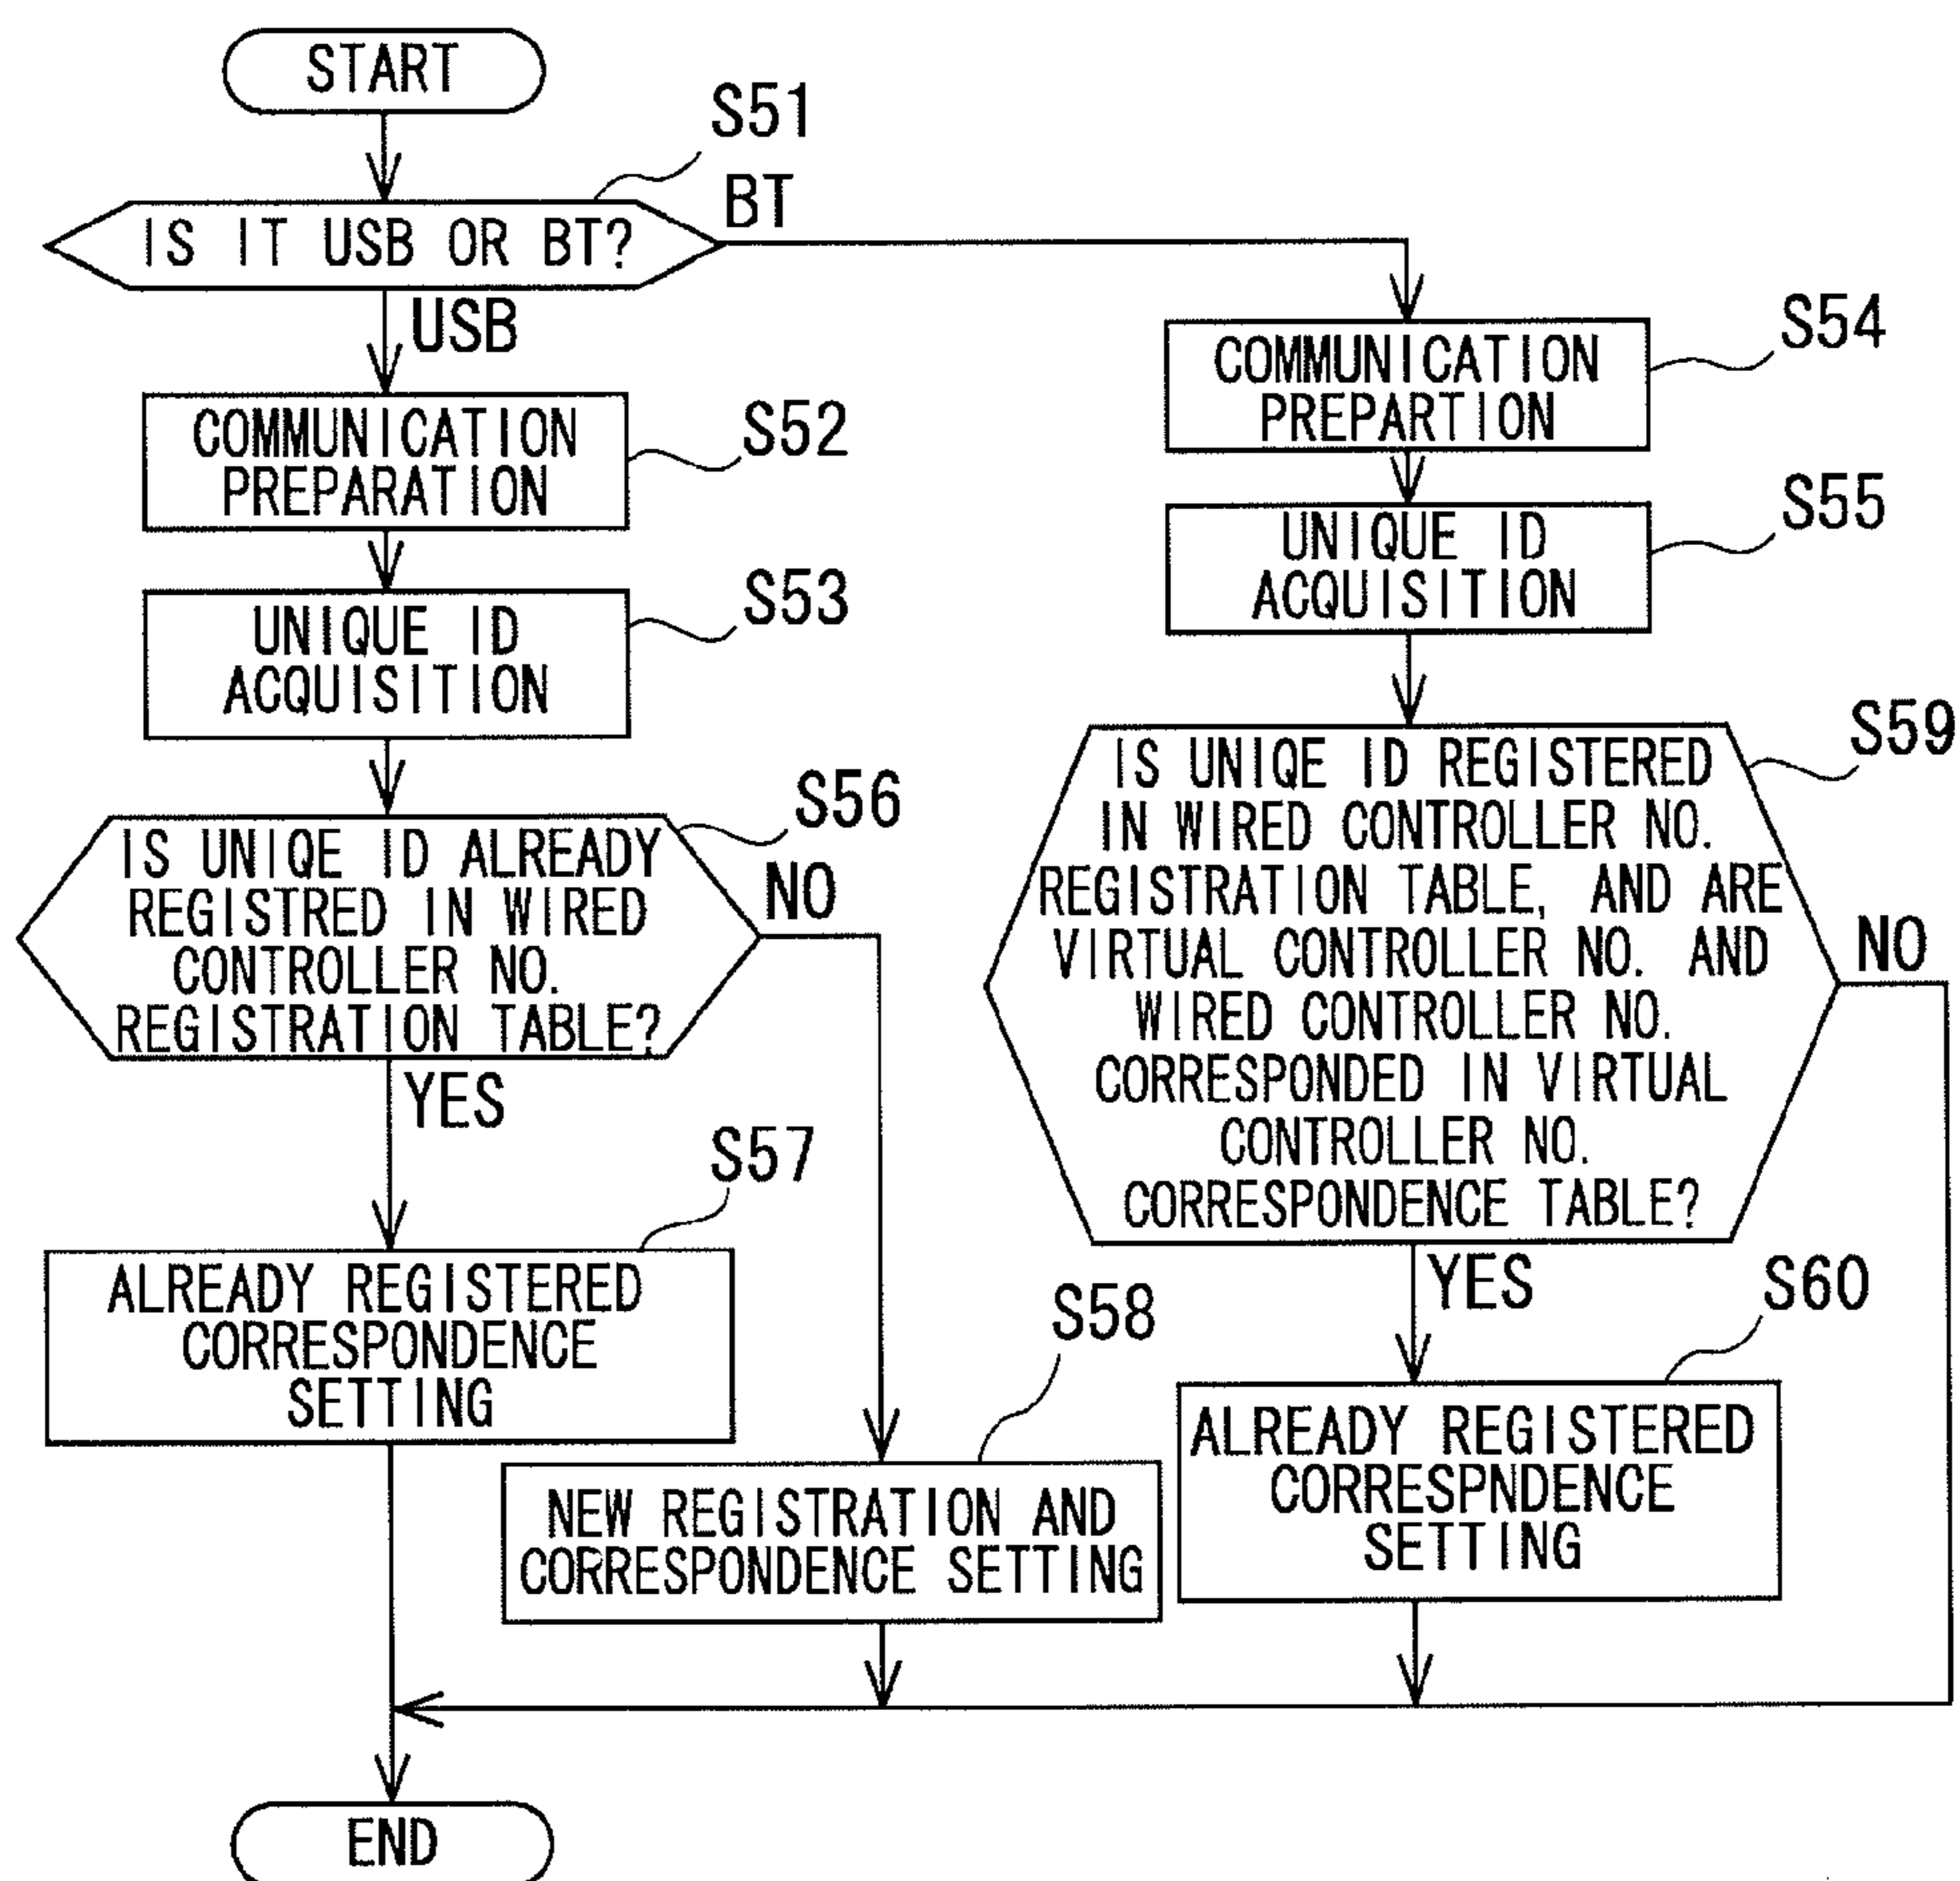 START
S51
IS IT USB OR BT?
BT
USB
COMMUNICATION
PREPARATION
S52
UNIQUE ID
ACQUISITION
S53
COMMUNICATION
PREPARTION
S54
UNIQUE ID
ACQUISITION
S55
IS UNIQE ID ALREADY
REGISTRED IN WIRED
CONTROLLER NO.
REGISTRATION TABLE?
S56
NO
YES
S57
ALREADY REGISTERED
CORRESPONDENCE
SETTING
S58
NEW REGISTRATION AND
CORRESPONDENCE SETTING
IS UNIQE ID REGISTERED
IN WIRED CONTROLLER NO.
REGISTRATION TABLE, AND ARE
VIRTUAL CONTROLLER NO. AND
WIRED CONTROLLER NO.
CORRESPONDED IN VIRTUAL
CONTROLLER NO.
CORRESPONDENCE TABLE?
S59
NO
YES
S60
ALREADY REGISTERED
CORRESPNDENCE
SETTING
END